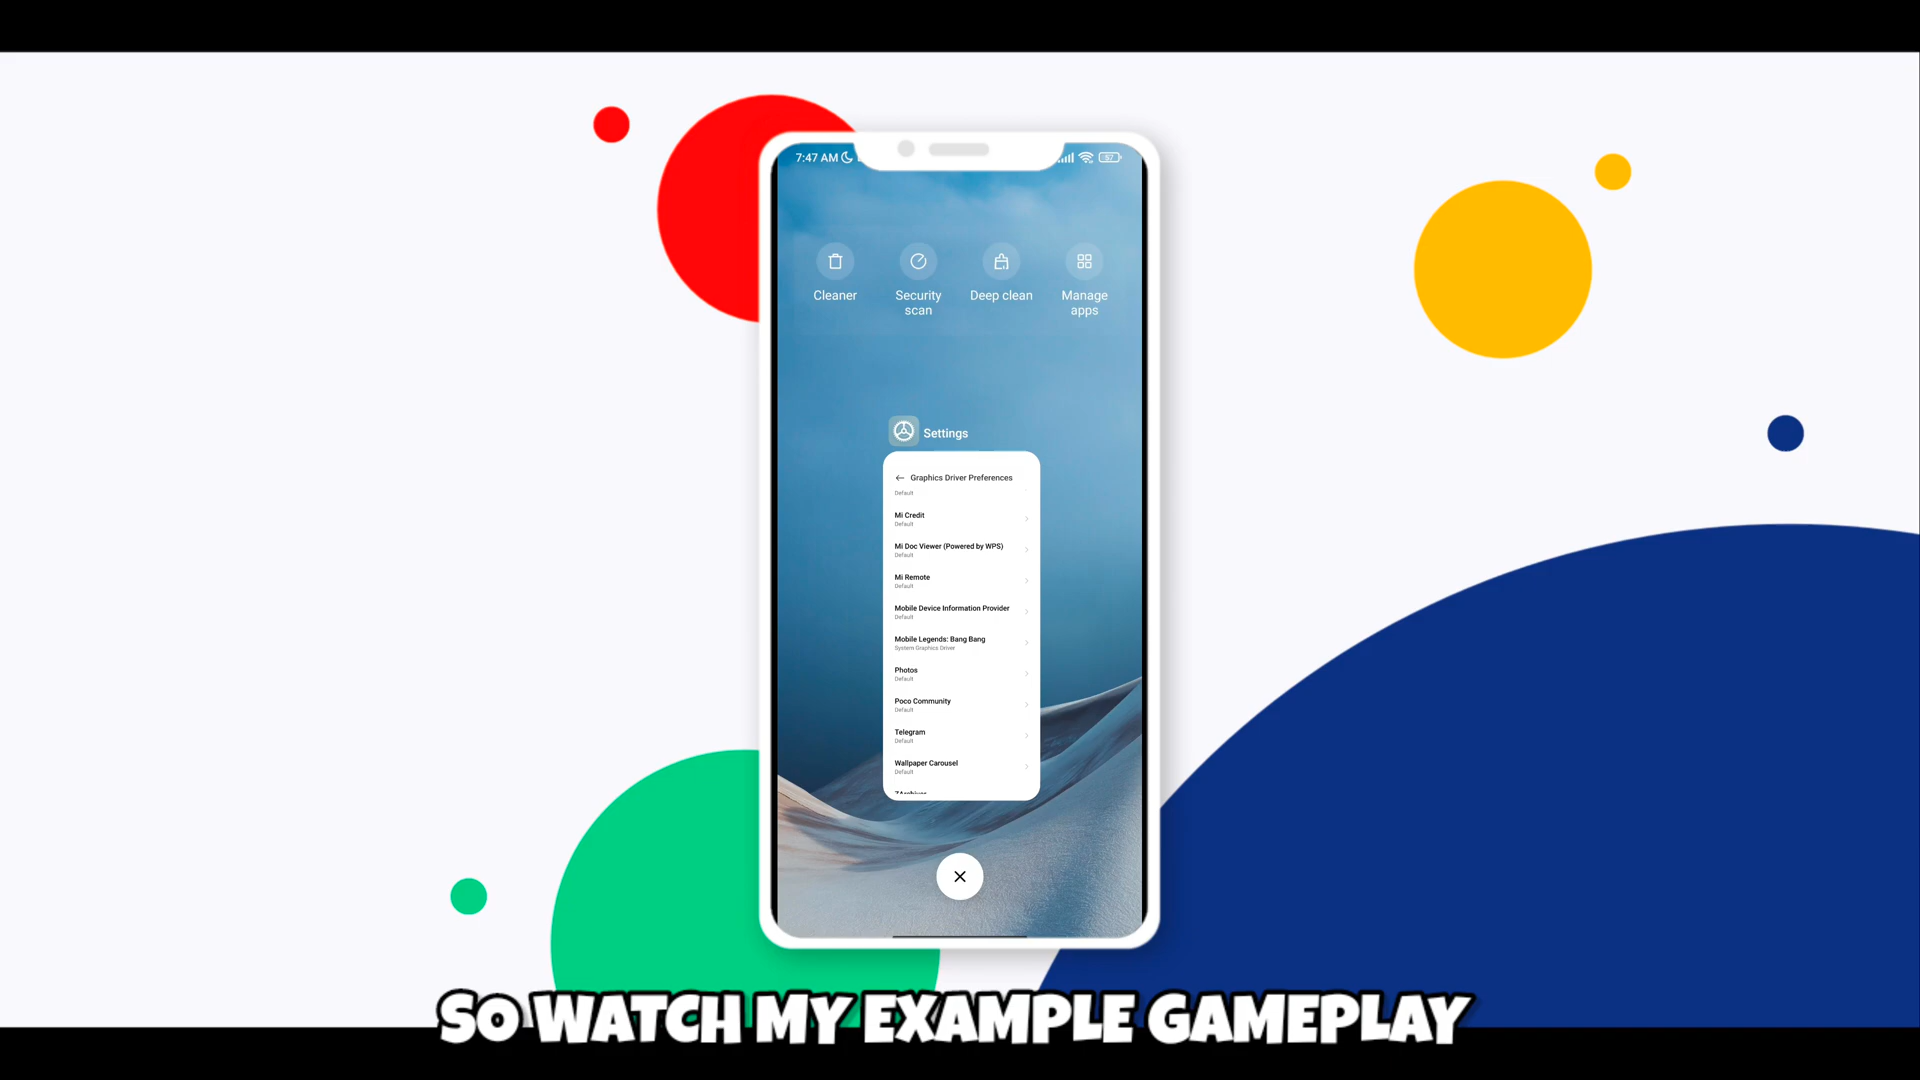 7:47 AM
57
Cleaner
Security scan
Deep clean
Manage apps
Settings
Graphics Driver Preferences
Default
Mi Credit
Default
Mi Doc Viewer (Powered by WPS)
Default
Mi Remote
Default
Mobile Device Information Provider
Default
Mobile Legends: Bang Bang
System Graphics Driver
Photos
Default
Poco Community
Default
Telegram
Default
Wallpaper Carousel
Default
SO WATCH MY EXAMPLE GAMEPLAY